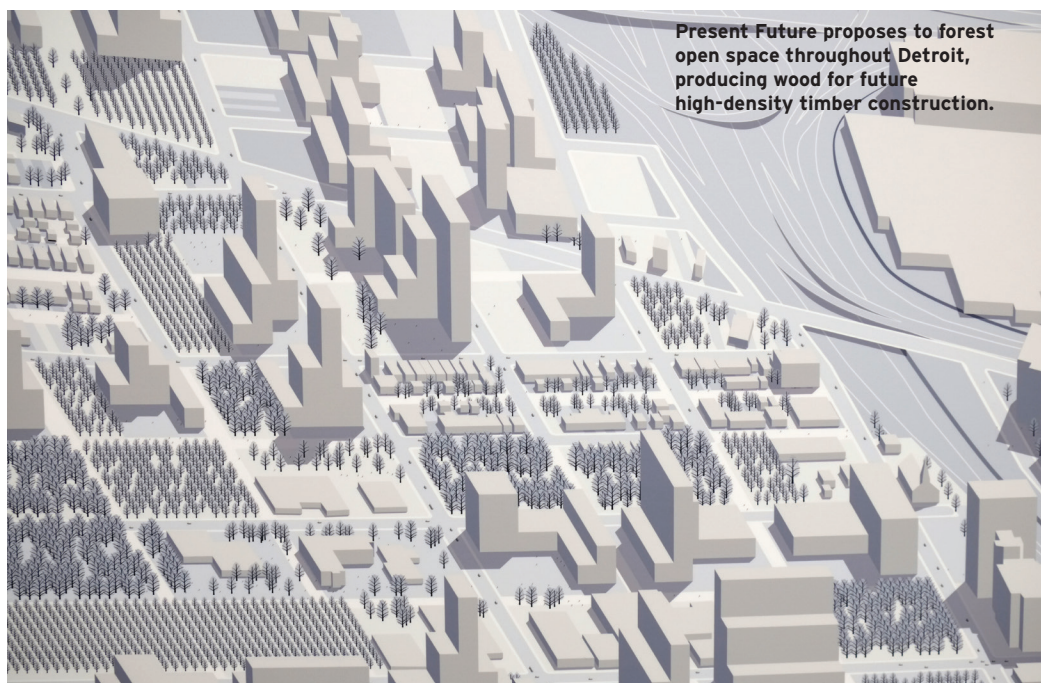 Present Future proposes to forest
open space throughout Detroit,
producing wood for future
high-density timber construction.